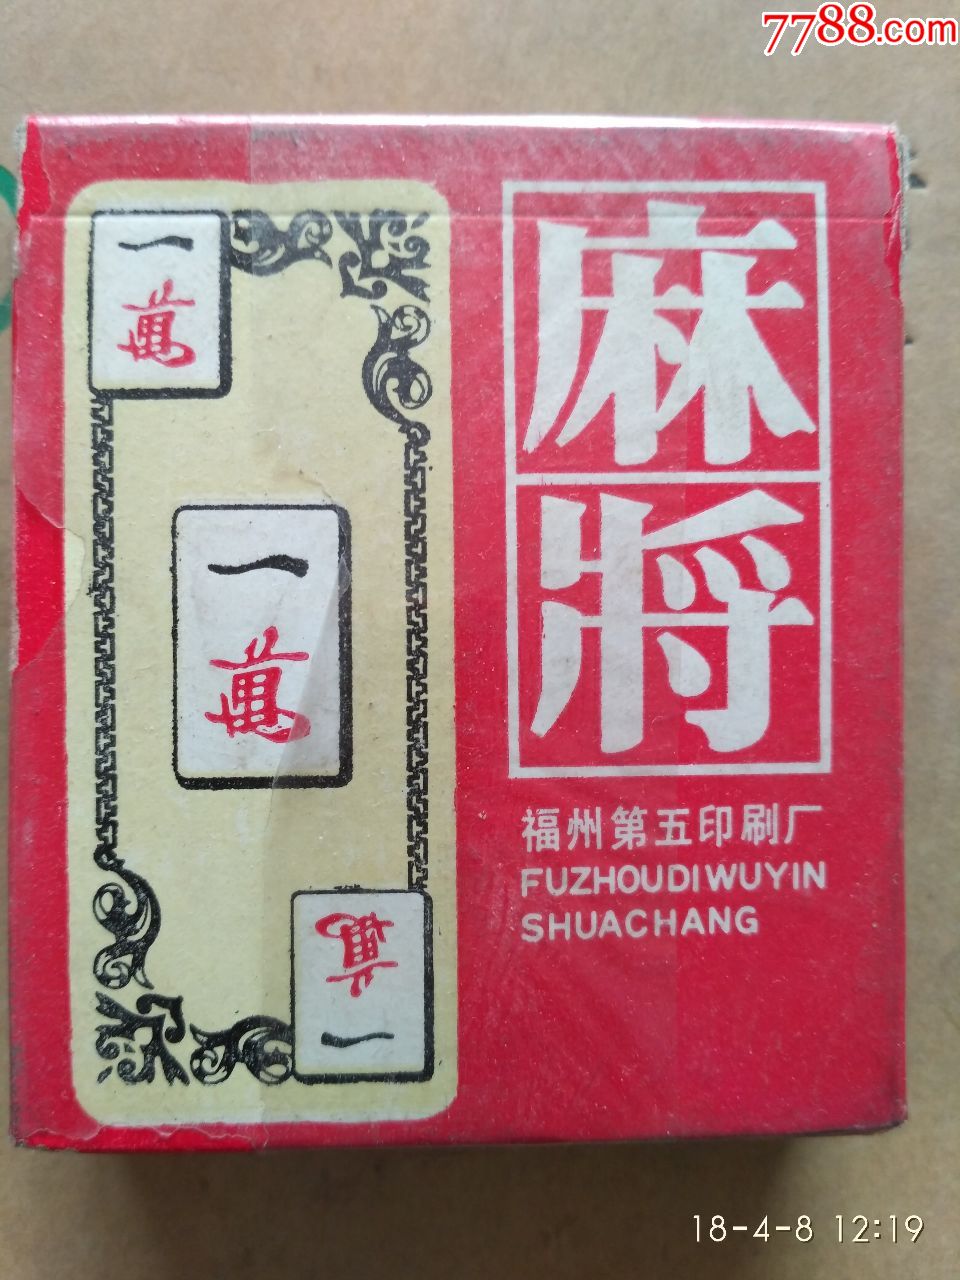 7788.com
一
萬
一
萬
一
萬
麻
將
福州第五印刷厂
FUZHOUDIWUYIN
SHUACHANG
18-4-8 12:19